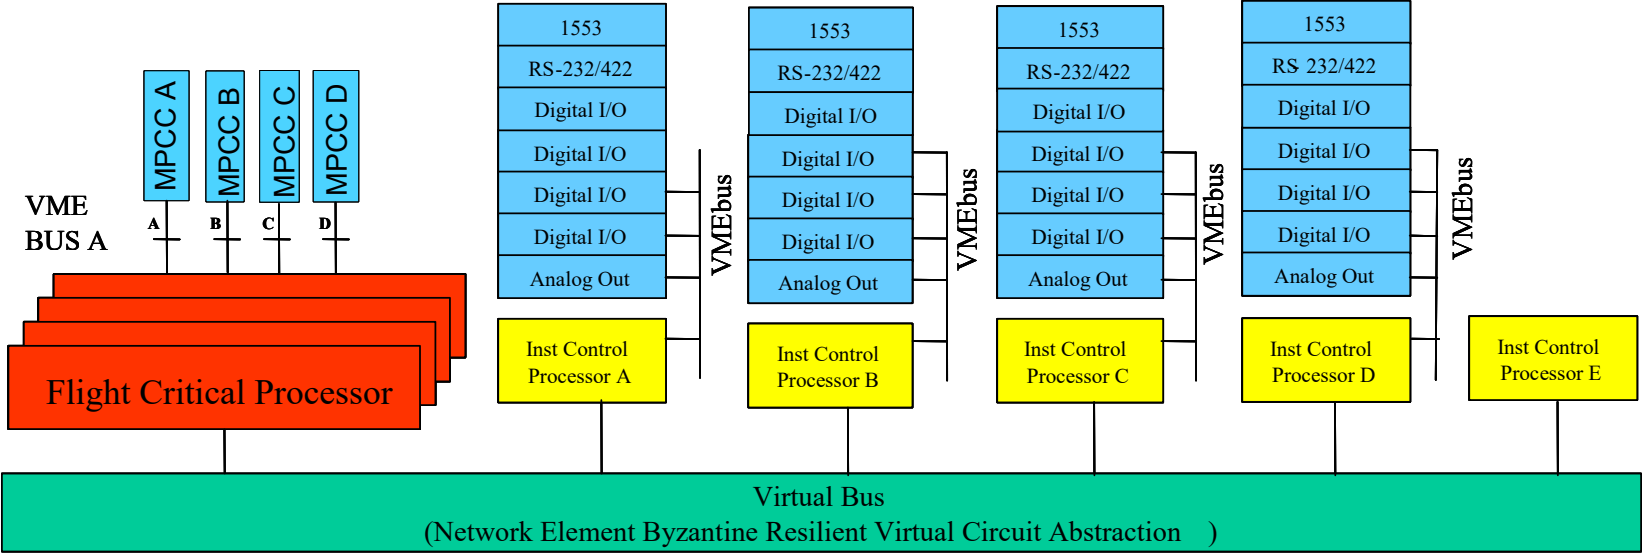 MPCC A
MPCC B
MPCC C
MPCC D
VME
BUS A
A
B
C
D
Flight Critical Processor
1553
RS-232/422
Digital I/O
Digital I/O
Digital I/O
Digital I/O
Analog Out
VMEbus
Inst Control
Processor A
1553
RS-232/422
Digital I/O
Digital I/O
Digital I/O
Digital I/O
Analog Out
VMEbus
Inst Control
Processor B
1553
RS-232/422
Digital I/O
Digital I/O
Digital I/O
Digital I/O
Analog Out
VMEbus
Inst Control
Processor C
1553
RS- 232/422
Digital I/O
Digital I/O
Digital I/O
Digital I/O
Analog Out
VMEbus
Inst Control
Processor D
Inst Control
Processor E
Virtual Bus
(Network Element Byzantine Resilient Virtual Circuit Abstraction )